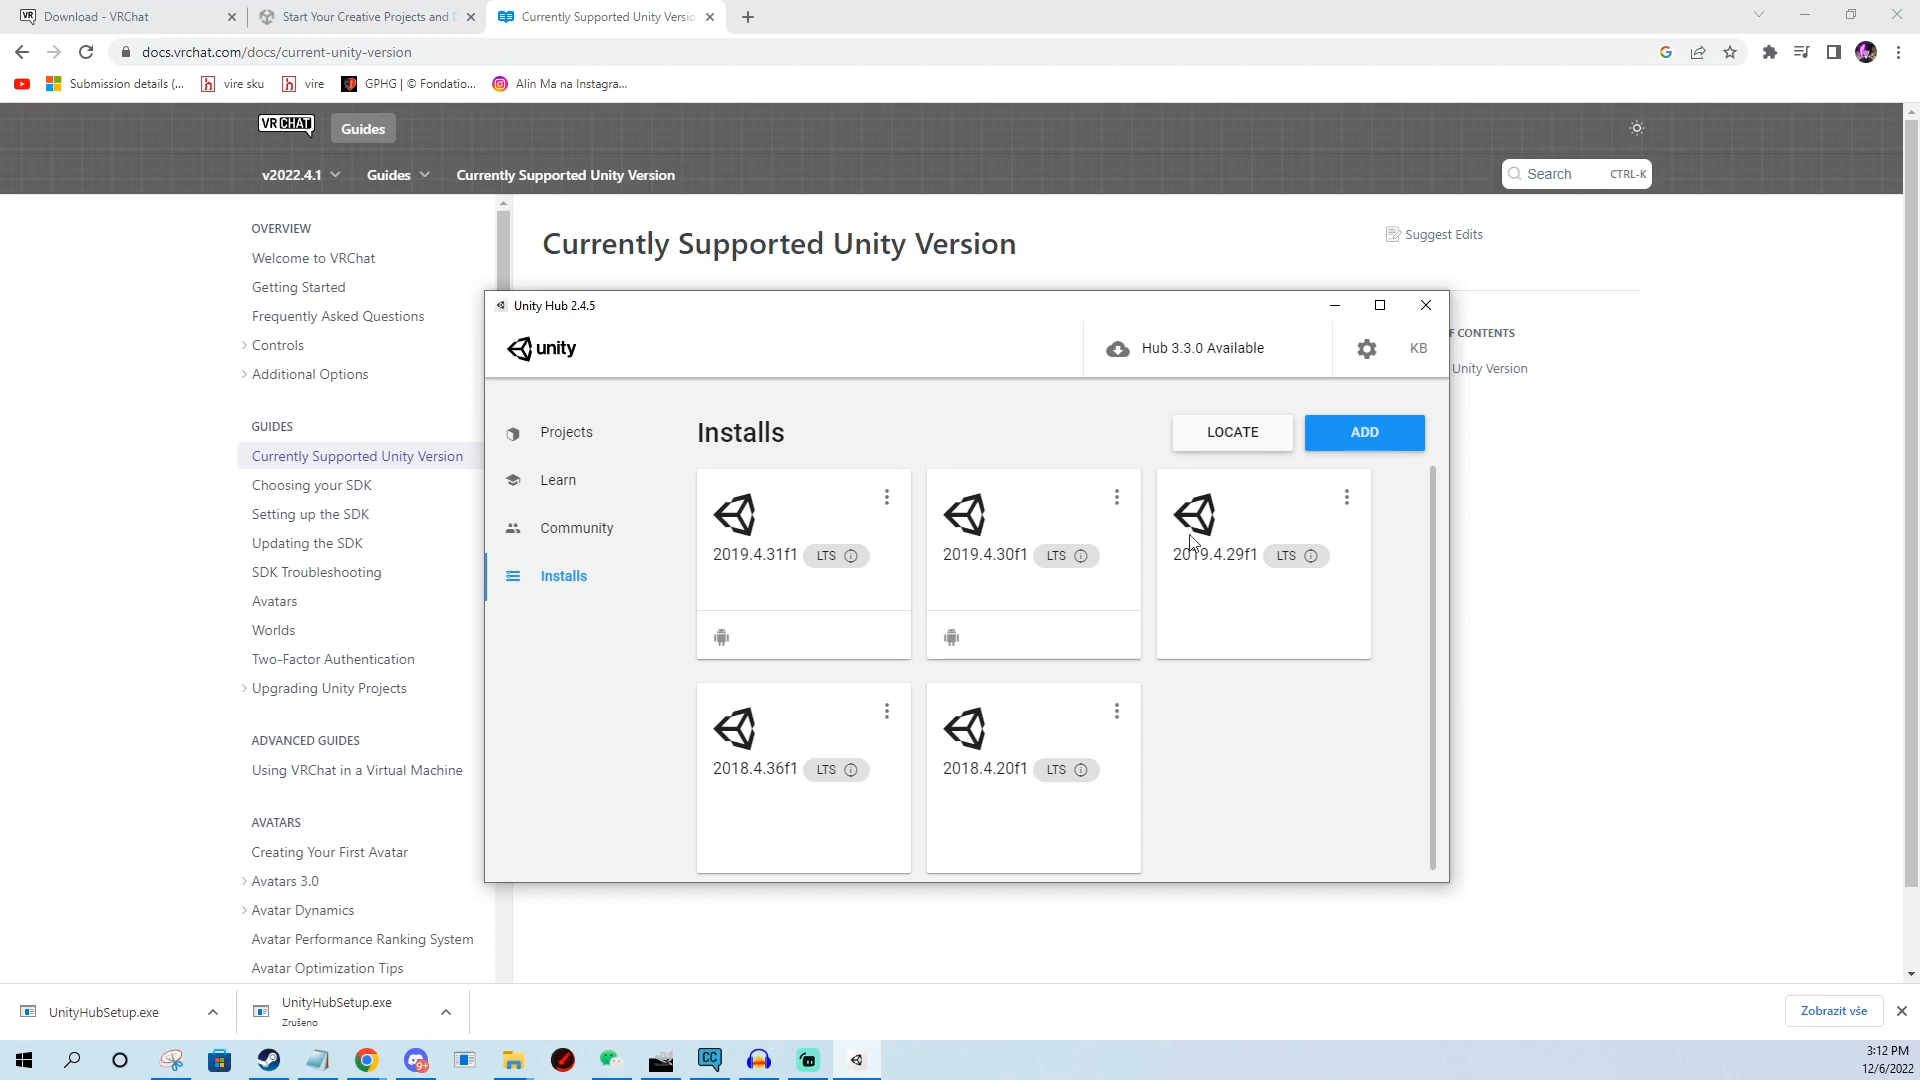 VR Download - VRChat
Start Your Creative Projects and D
Currently Supported Unity Versio
docs.vrchat.com/docs/current-unity-version
Submission details (...
vire sku
vire
GPHG | © Fondatio...
Alin Ma na Instagra...
VRCHAT
Guides
v2022.4.1
Guides
Currently Supported Unity Version
Search
CTRL-K
OVERVIEW
Welcome to VRChat
Getting Started
Frequently Asked Questions
Controls
Additional Options
GUIDES
Currently Supported Unity Version
Choosing your SDK
Setting up the SDK
Updating the SDK
SDK Troubleshooting
Avatars
Worlds
Two-Factor Authentication
Upgrading Unity Projects
ADVANCED GUIDES
Using VRChat in a Virtual Machine
AVATARS
Creating Your First Avatar
Avatars 3.0
Avatar Dynamics
Avatar Performance Ranking System
Avatar Optimization Tips
Currently Supported Unity Version
Suggest Edits
F CONTENTS
Unity Version
Unity Hub 2.4.5
unity
Hub 3.3.0 Available
KB
Projects
Learn
Community
Installs
Installs
LOCATE
ADD
2019.4.31f1 LTS
2019.4.30f1 LTS
2019.4.29f1 LTS
2018.4.36f1 LTS
2018.4.20f1 LTS
UnityHubSetup.exe
UnityHubSetup.exe
Zrušeno
Zobrazit vše
CC
9+
3:12 PM
12/6/2022